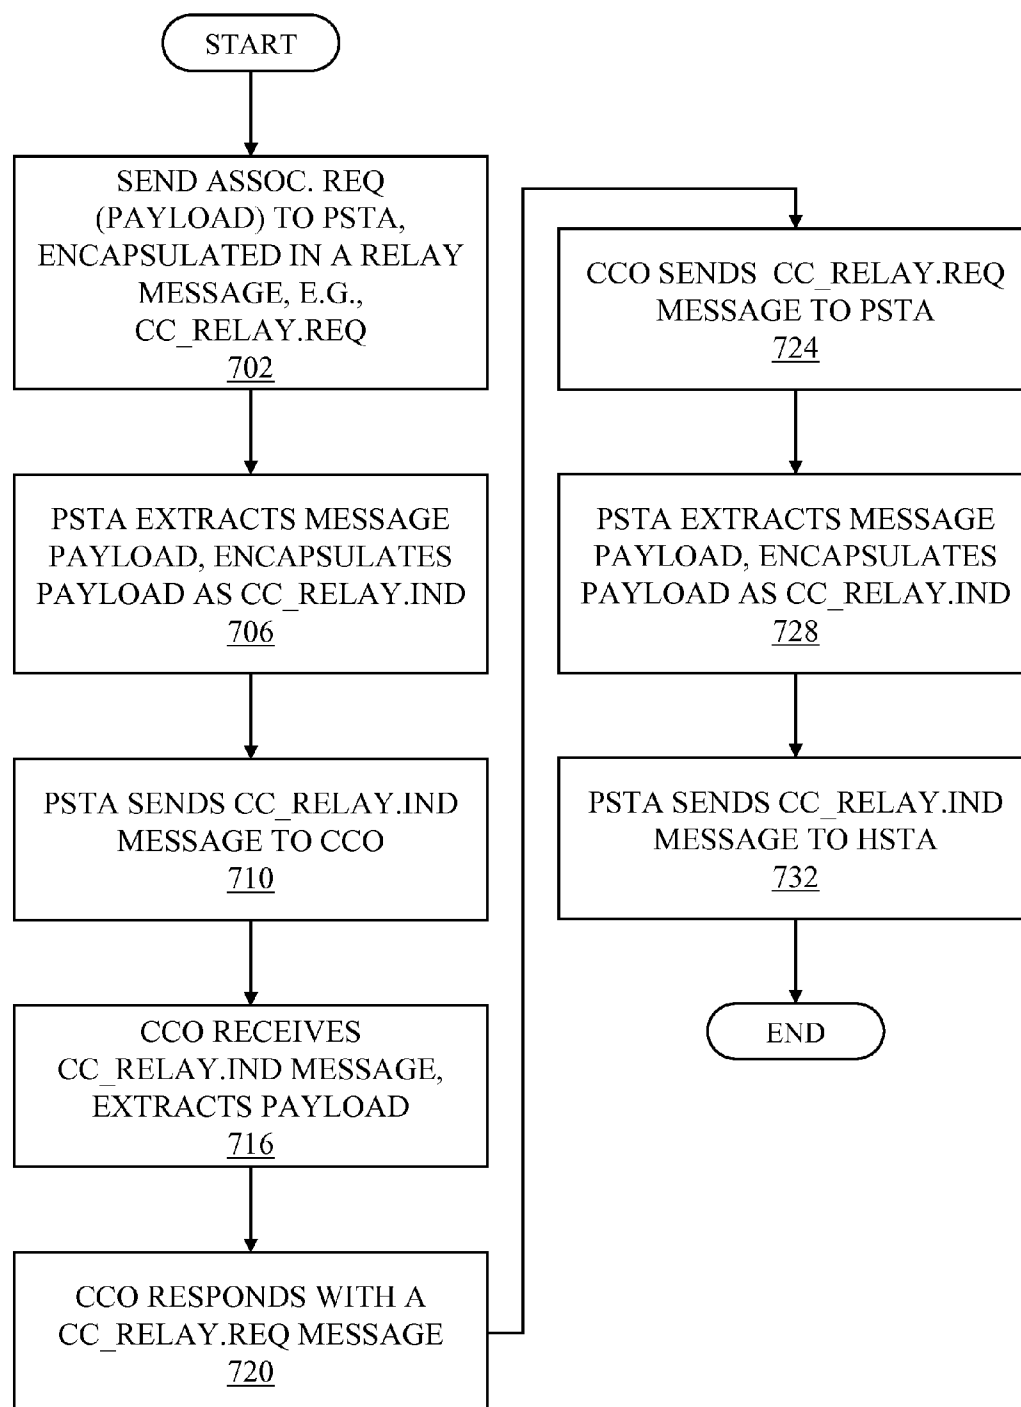 START
SEND ASSOC. REQ
(PAYLOAD) TO PSTA,
ENCAPSULATED IN A RELAY
MESSAGE, E.G.,
CC_RELAY.REQ
702
PSTA EXTRACTS MESSAGE
PAYLOAD, ENCAPSULATES
PAYLOAD AS CC_RELAY.IND
706
PSTA SENDS CC_RELAY.IND
MESSAGE TO CCO
710
CCO RECEIVES
CC_RELAY.IND MESSAGE,
EXTRACTS PAYLOAD
716
CCO RESPONDS WITH A
CC_RELAY.REQ MESSAGE
720
CCO SENDS CC_RELAY.REQ
MESSAGE TO PSTA
724
PSTA EXTRACTS MESSAGE
PAYLOAD, ENCAPSULATES
PAYLOAD AS CC_RELAY.IND
728
PSTA SENDS CC_RELAY.IND
MESSAGE TO HSTA
732
END